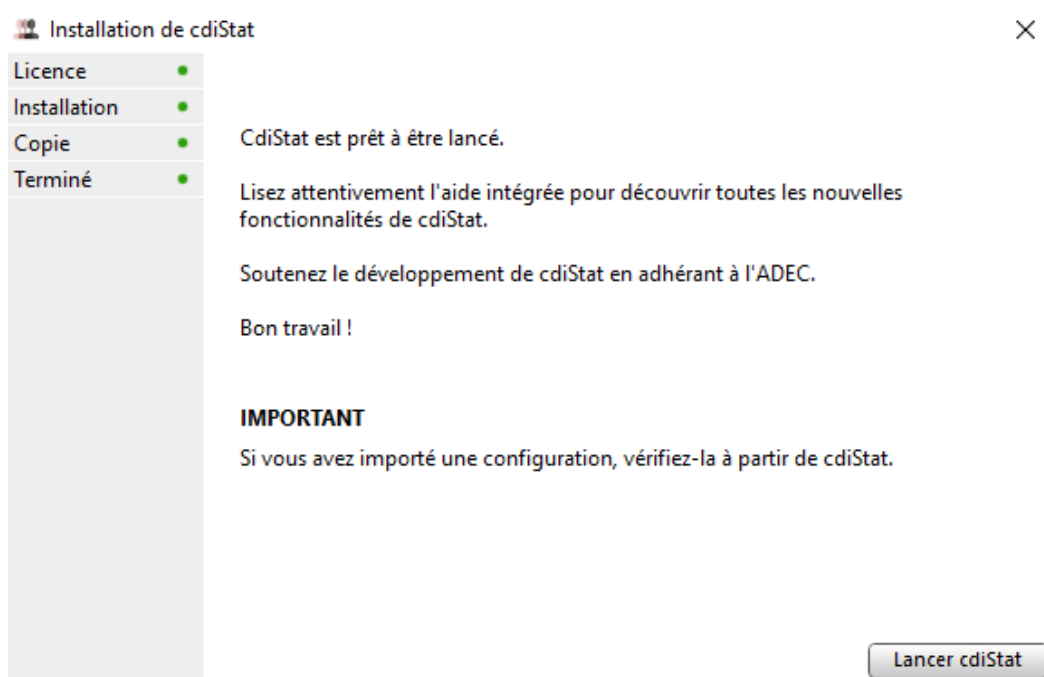 Installation de cdiStat
Licence
Installation
Copie
Terminé
CdiStat est prêt à être lancé.
Lisez attentivement l'aide intégrée pour découvrir toutes les nouvelles
fonctionnalités de cdiStat.
Soutenez le développement de cdiStat en adhérant à l'ADEC.
Bon travail !
IMPORTANT
Si vous avez importé une configuration, vérifiez-la à partir de cdiStat.
Lancer cdiStat